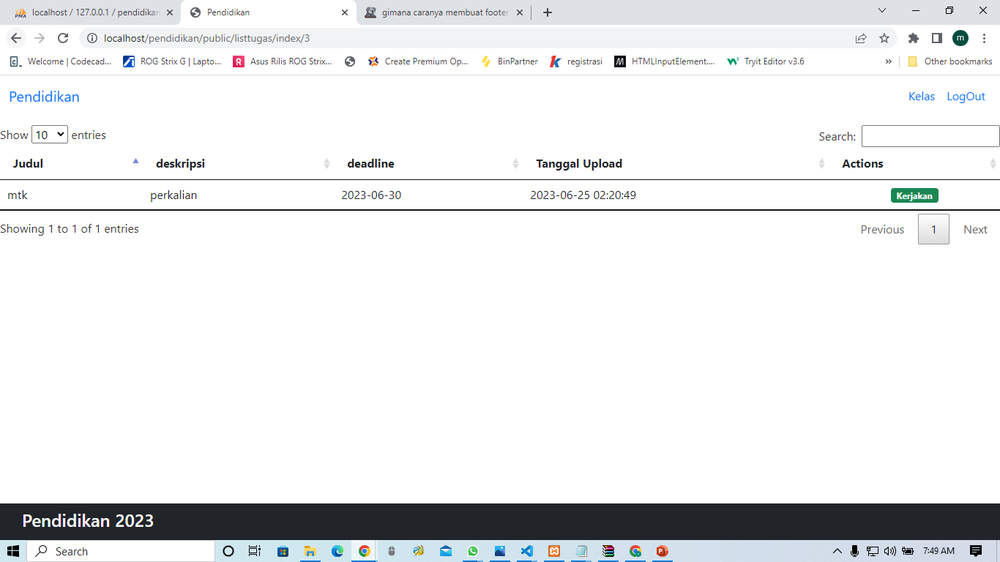 PMA localhost / 127.0.0.1 / pendidikan
Pendidikan
gimana caranya membuat footer
localhost/pendidikan/public/listtugas/index/3
m
Welcome | Codecad...
ROG Strix G | Lapto...
R Asus Rilis ROG Strix...
Create Premium Op...
BinPartner
registrasi
M HTMLInputElement....
Tryit Editor v3.6
» Other bookmarks
Pendidikan Kelas LogOut
Show 10 entries Search:
Judul deskripsi deadline Tanggal Upload Actions
mtk perkalian 2023-06-30 2023-06-25 02:20:49 Kerjakan
Showing 1 to 1 of 1 entries Previous 1 Next
Pendidikan 2023
Search 7:49 AM